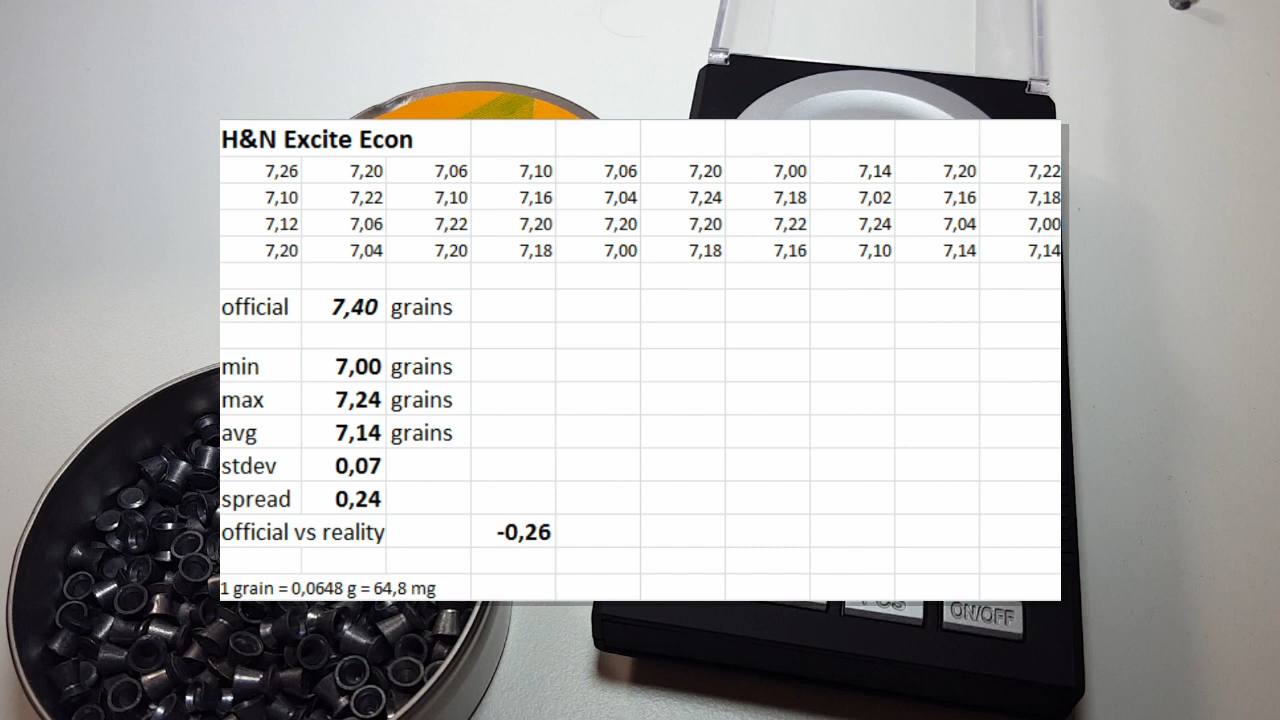 H&N Excite Econ
7,26 7,20 7,06 7,10 7,06 7,20 7,00 7,14 7,20 7,22
7,10 7,22 7,10 7,16 7,04 7,24 7,18 7,02 7,16 7,18
7,12 7,06 7,22 7,20 7,20 7,20 7,22 7,24 7,04 7,00
7,20 7,04 7,20 7,18 7,00 7,18 7,16 7,10 7,14 7,14
official 7,40 grains
min 7,00 grains
max 7,24 grains
avg 7,14 grains
stdev 0,07
spread 0,24
official vs reality -0,26
1 grain = 0,0648 g = 64,8 mg
PCS
ON/OFF